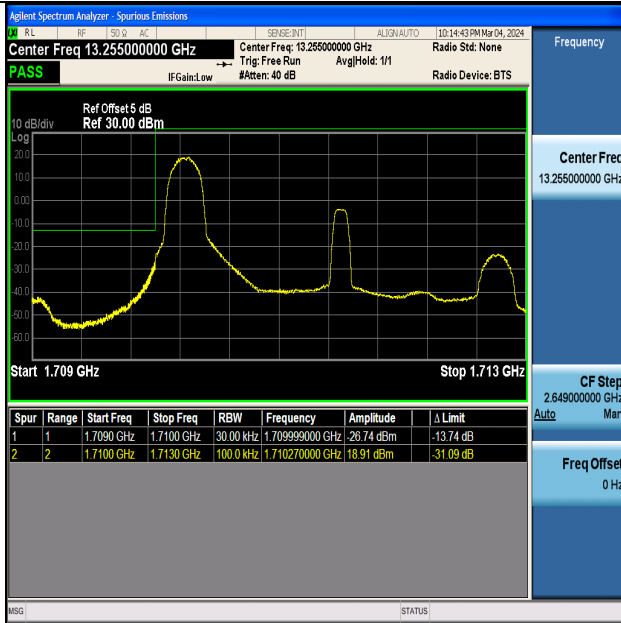 Agilent Spectrum Analyzer - Spurious Emissions
RL RF 50 Ω AC SENSE:INT ALIGNAUTO 10:14:43 PM Mar 04, 2024
Center Freq 13.255000000 GHz Center Freq: 13.255000000 GHz Radio Std: None
Trig: Free Run Avg|Hold: 1/1
PASS IFGain:Low #Atten: 40 dB Radio Device: BTS
Frequency
Ref Offset 5 dB
10 dB/div Ref 30.00 dBm
Log
20.0
10.0
0.00
-10.0
-20.0
-30.0
-40.0
-50.0
-60.0
Start 1.709 GHz Stop 1.713 GHz
Center Freq
13.255000000 GHz
CF Step
2.649000000 GHz
Auto Man
Freq Offset
0 Hz
Spur Range Start Freq Stop Freq RBW Frequency Amplitude Δ Limit
1 1 1.7090 GHz 1.7100 GHz 30.00 kHz 1.709999000 GHz -26.74 dBm -13.74 dB
2 2 1.7100 GHz 1.7130 GHz 100.0 kHz 1.710270000 GHz 18.91 dBm -31.09 dB
MSG STATUS